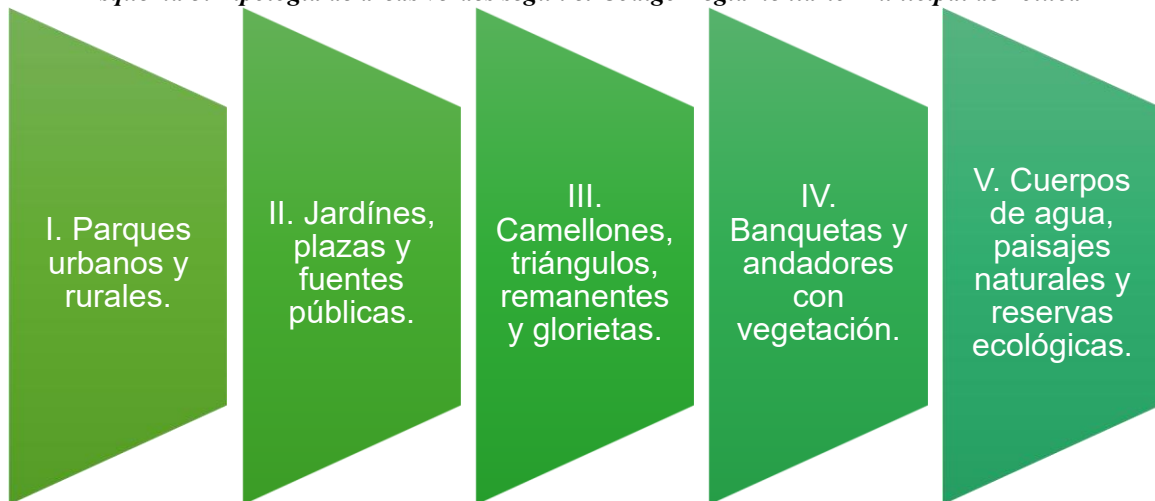 I. Parques
urbanos y
rurales.
II. Jardínes,
plazas y
fuentes
públicas.
III.
Camellones,
triángulos,
remanentes
y glorietas.
IV.
Banquetas y
andadores
con
vegetación.
V. Cuerpos
de agua,
paisajes
naturales y
reservas
ecológicas.